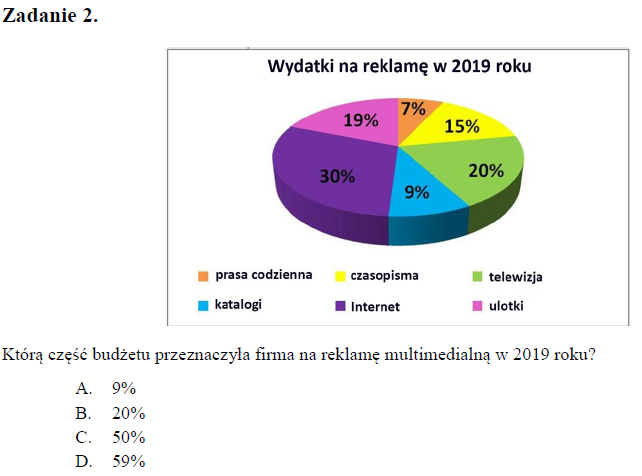 Zadanie 2.
Wydatki na reklamę w 2019 roku
7%
19%
15%
20%
30%
9%
prasa codzienna czasopisma telewizja
katalogi Internet ulotki
Którą część budżetu przeznaczyła firma na reklamę multimedialną w 2019 roku?
A. 9%
B. 20%
C. 50%
D. 59%